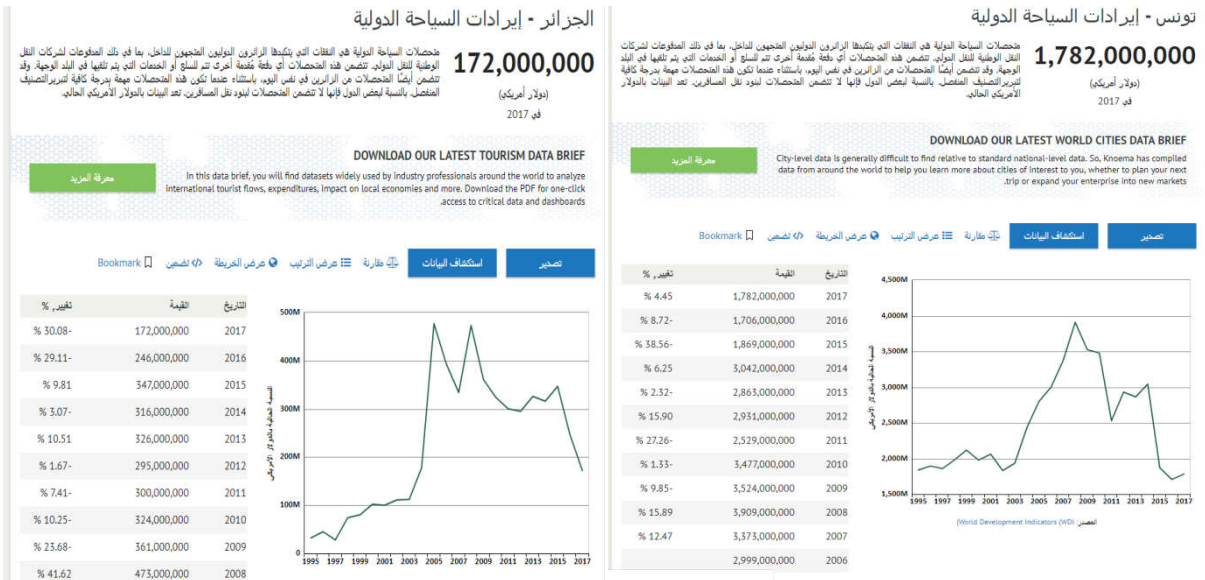 تونس - إيرادات السياحة الدولية
1,782,000,000
(دولار أمريكي)
في 2017
متحصلات السياحة الدولية هي النفقات التي يتكبدها الزائرون الدوليون المتجهون للداخل، بما في ذلك المدفوعات لشركات النقل
الوطنية للنقل الدولي. تتضمن هذه المتحصلات أي دفعة مُقدمة أخرى تتم للسلع أو الخدمات التي يتم تلقيها في البلد
الوجهة. وقد تتضمن أيضًا المتحصلات من الزائرين في نفس اليوم، باستثناء عندما تكون هذه المتحصلات مهمة بدرجة كافية
لتبرير التصنيف المنفصل. بالنسبة لبعض الدول فإنها لا تتضمن المتحصلات لبنود نقل المسافرين. تعد البينات بالدولار
الأمريكي الحالي.
DOWNLOAD OUR LATEST WORLD CITIES DATA BRIEF
City-level data is generally difficult to find relative to standard national-level data. So, Knoema has compiled
data from around the world to help you learn more about cities of interest to you, whether to plan your next
.trip or expand your enterprise into new markets
معرفة المزيد
تصدير استكشاف البيانات مقارنة عرض الترتيب عرض الخريطة تضمين Bookmark
التاريخ القيمة تغيير, %
2017 1,782,000,000 % 4.45
2016 1,706,000,000 % 8.72-
2015 1,869,000,000 % 38.56-
2014 3,042,000,000 % 6.25
2013 2,863,000,000 % 2.32-
2012 2,931,000,000 % 15.90
2011 2,529,000,000 % 27.26-
2010 3,477,000,000 % 1.33-
2009 3,524,000,000 % 9.85-
2008 3,909,000,000 % 15.89
2007 3,373,000,000 % 12.47
2006 2,999,000,000
4,500M
4,000M
3,500M
3,000M
2,500M
2,000M
1,500M
1995 1997 1999 2001 2003 2005 2007 2009 2011 2013 2015 2017
المصدر: World Development Indicators (WDI)
الجزائر - إيرادات السياحة الدولية
172,000,000
(دولار أمريكي)
في 2017
متحصلات السياحة الدولية هي النفقات التي يتكبدها الزائرون الدوليون المتجهون للداخل، بما في ذلك المدفوعات لشركات النقل
الوطنية للنقل الدولي. تتضمن هذه المتحصلات أي دفعة مُقدمة أخرى تتم للسلع أو الخدمات التي يتم تلقيها في البلد
الوجهة. وقد تتضمن أيضًا المتحصلات من الزائرين في نفس اليوم، باستثناء عندما تكون هذه المتحصلات مهمة بدرجة كافية لتبرير التصنيف
المنفصل. بالنسبة لبعض الدول فإنها لا تتضمن المتحصلات لبنود نقل المسافرين. تعد البينات بالدولار الأمريكي الحالي.
DOWNLOAD OUR LATEST TOURISM DATA BRIEF
In this data brief, you will find datasets widely used by industry professionals around the world to analyze
international tourist flows, expenditures, impact on local economies and more. Download the PDF for one-click
.access to critical data and dashboards
معرفة المزيد
تصدير استكشاف البيانات مقارنة عرض الترتيب عرض الخريطة تضمين Bookmark
التاريخ القيمة تغيير, %
2017 172,000,000 % 30.08-
2016 246,000,000 % 29.11-
2015 347,000,000 % 9.81
2014 316,000,000 % 3.07-
2013 326,000,000 % 10.51
2012 295,000,000 % 1.67-
2011 300,000,000 % 7.41-
2010 324,000,000 % 10.25-
2009 361,000,000 % 23.68-
2008 473,000,000 % 41.62
500M
400M
300M
200M
100M
0
1995 1997 1999 2001 2003 2005 2007 2009 2011 2013 2015 2017